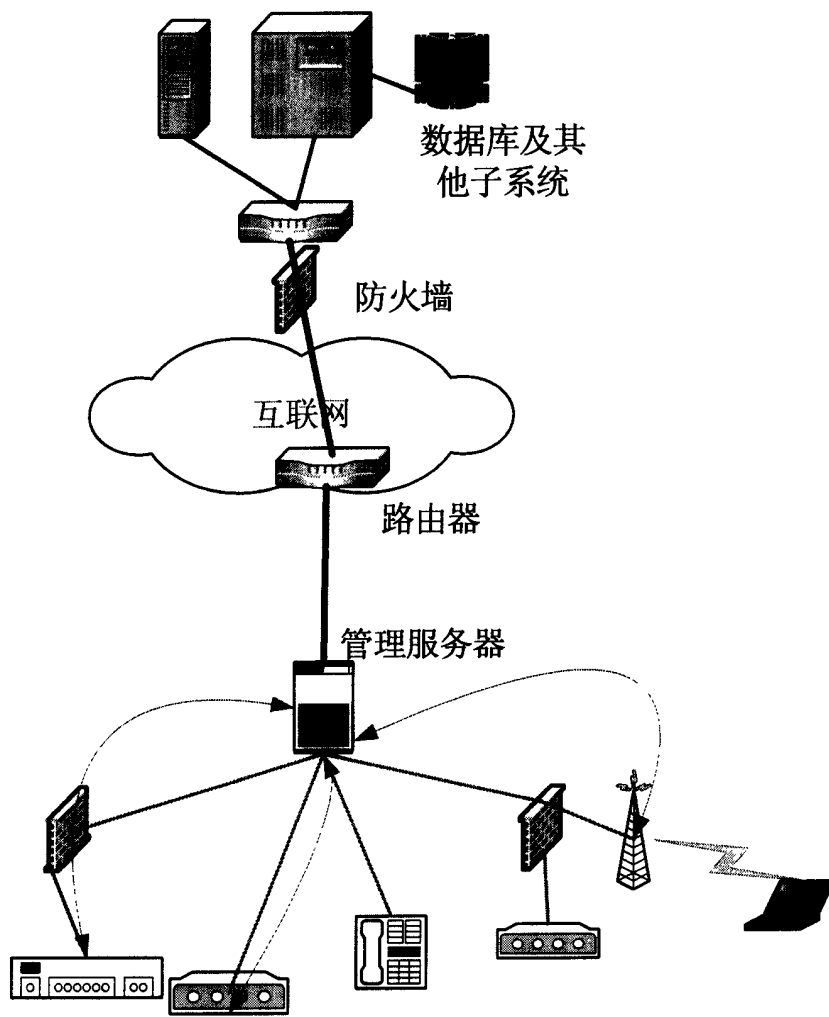 数据库及其
他子系统
防火墙
互联网
路由器
管理服务器